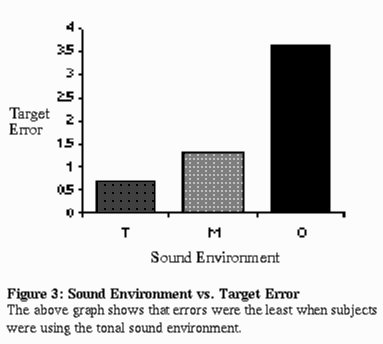 4
3.5
3
2.5
2
1.5
1
0.5
0
Target
Error
T M O
Sound Environment
Figure 3: Sound Environment vs. Target Error
The above graph shows that errors were the least when subjects
were using the tonal sound environment.